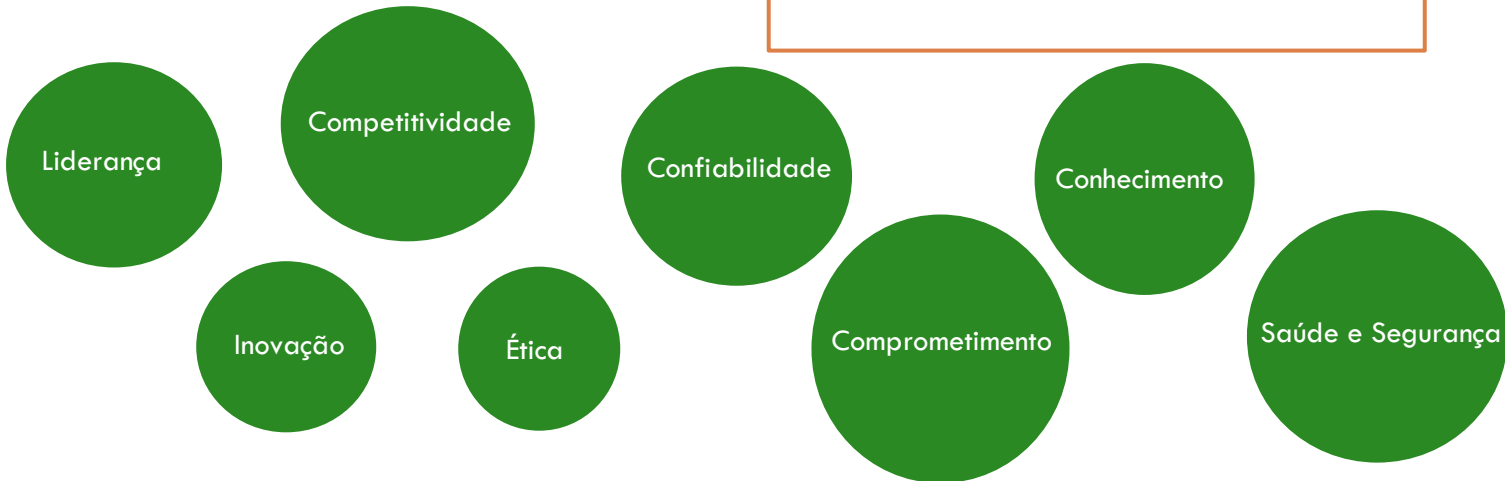 Liderança
Competitividade
Confiabilidade
Conhecimento
Inovação
Ética
Comprometimento
Saúde e Segurança